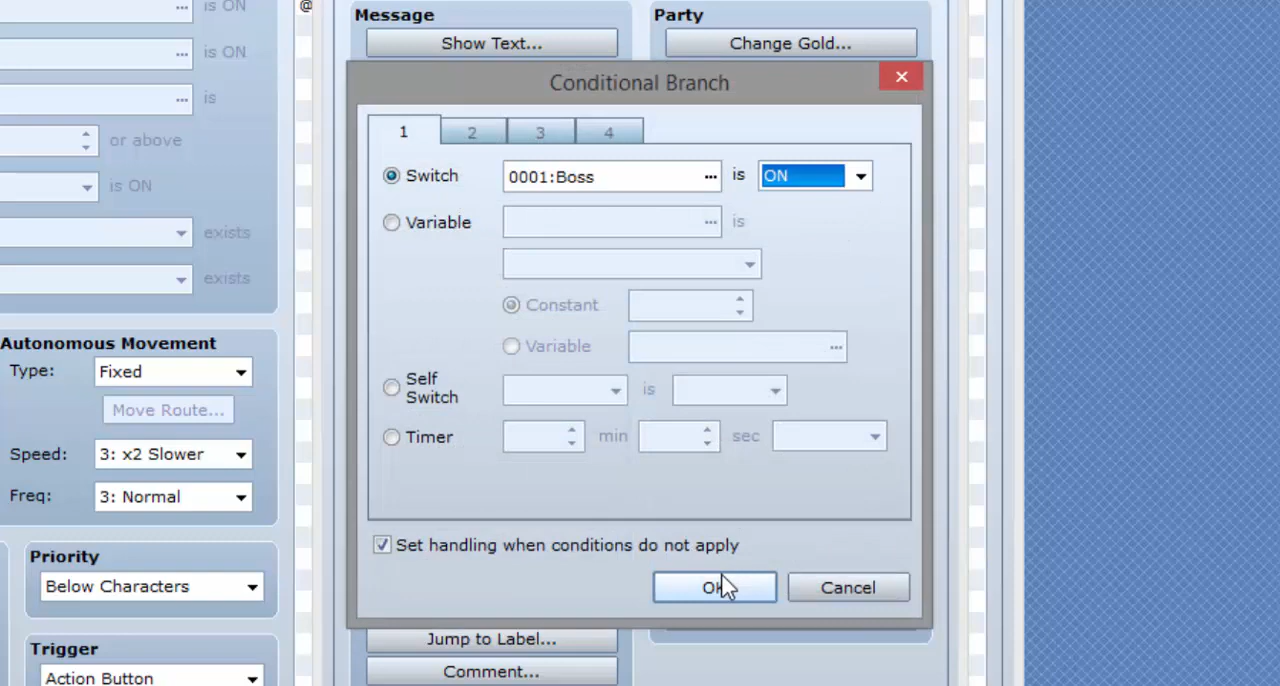 is ON
@
is ON
is
or above
is ON
exists
exists
Autonomous Movement
Type: Fixed
Move Route...
Speed: 3: x2 Slower
Freq: 3: Normal
Priority
Below Characters
Trigger
Action Button
Message
Show Text...
Party
Change Gold...
Conditional Branch
1 2 3 4
Switch 0001:Boss ... is ON
Variable ... is
Constant
Variable ...
Self Switch is
Timer min sec
Set handling when conditions do not apply
OK Cancel
Jump to Label...
Comment...